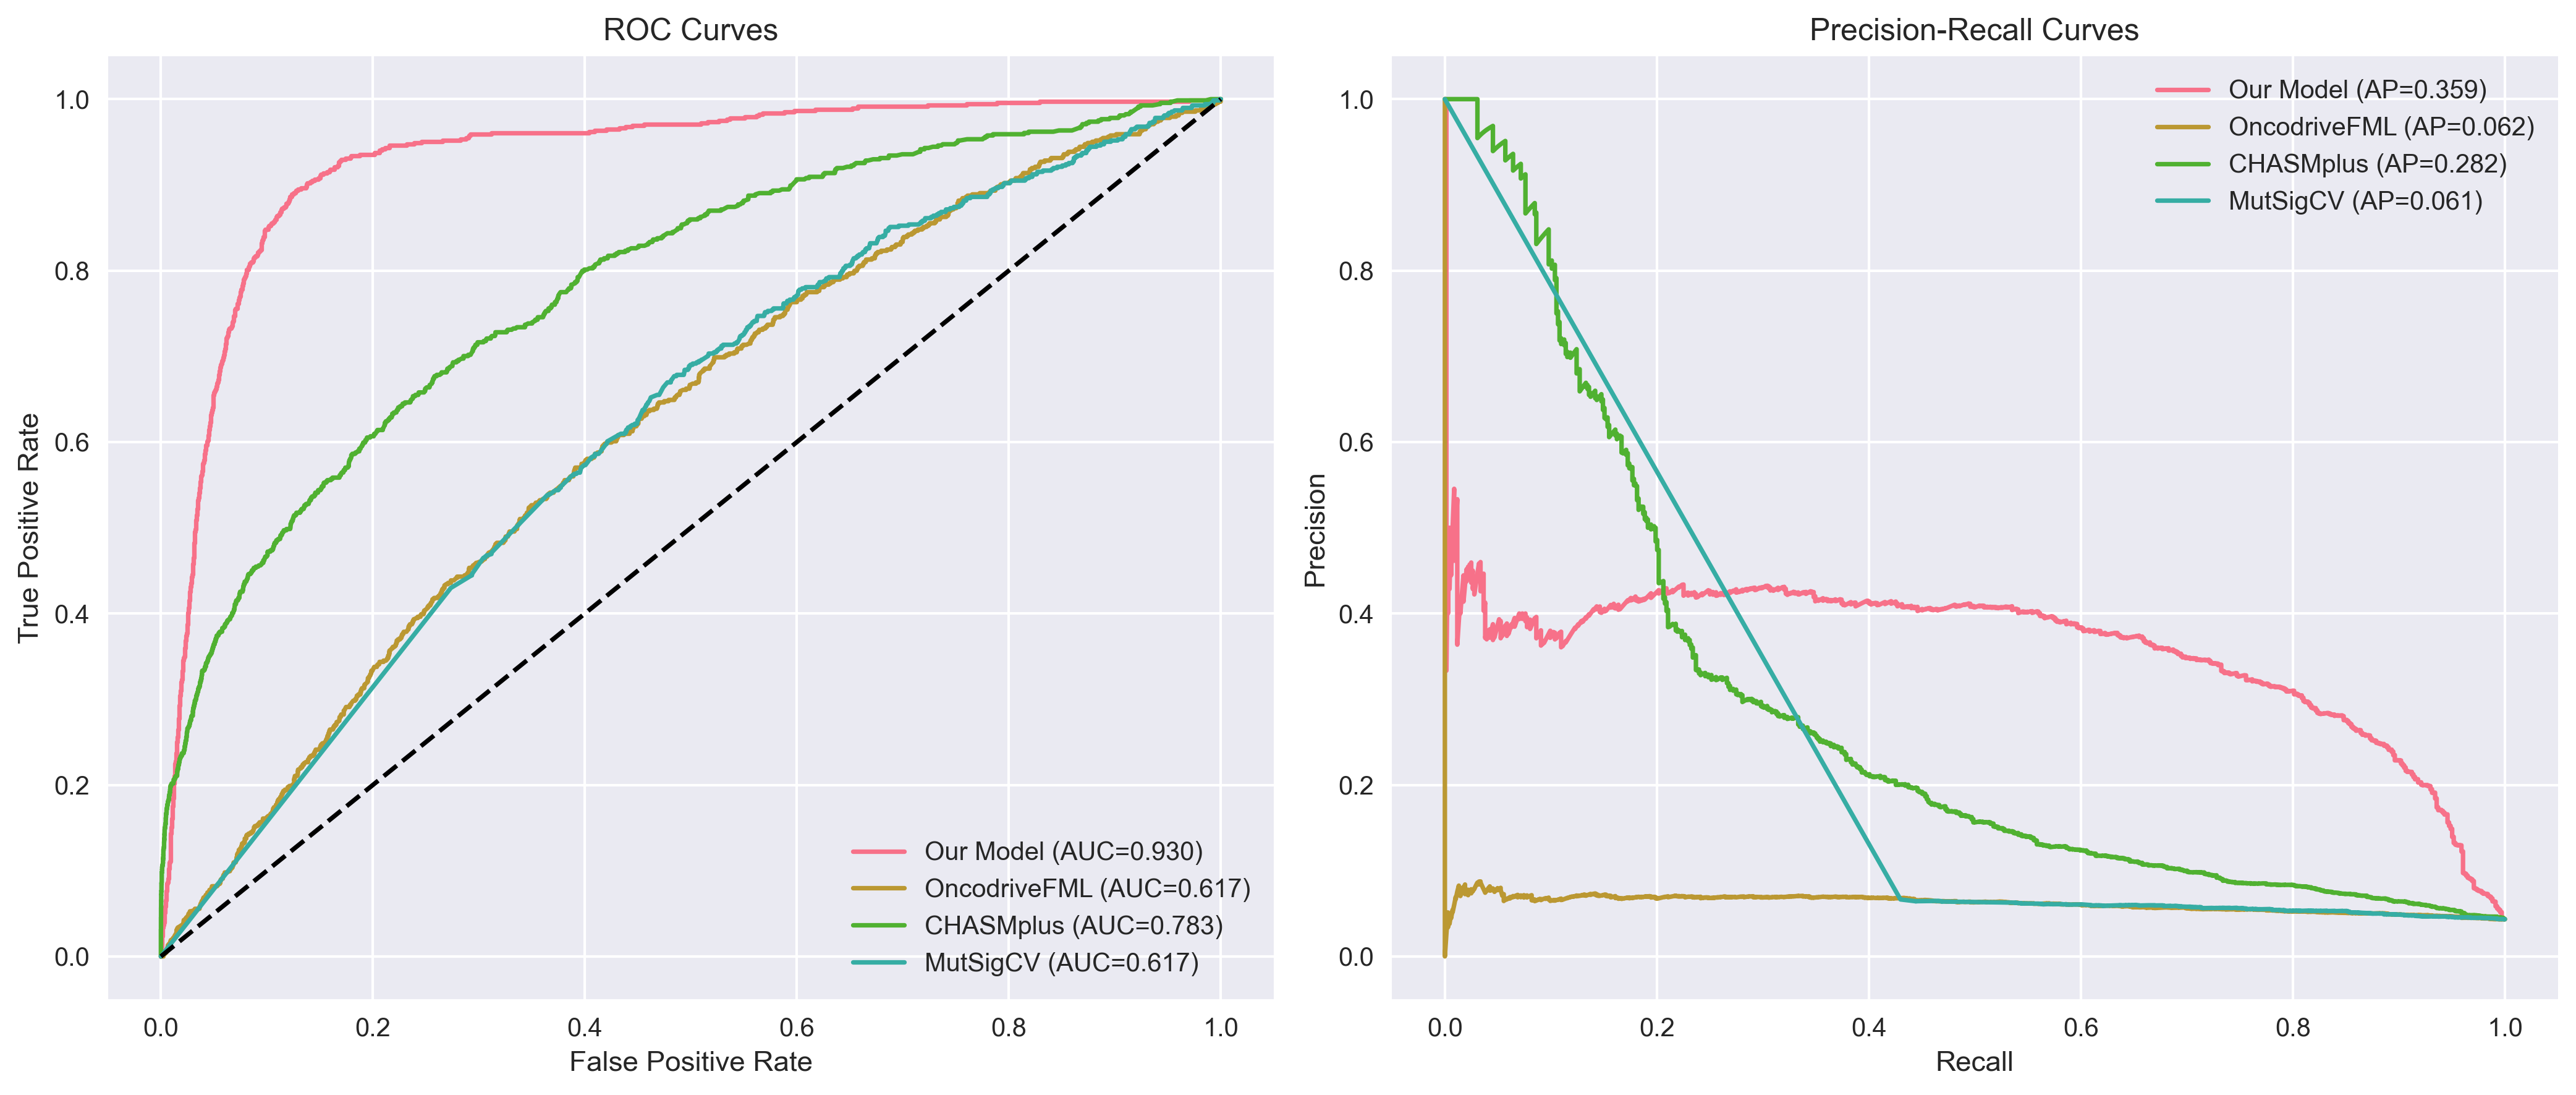 ROC Curves
True Positive Rate
1.0
0.8
0.6
0.4
0.2
0.0
0.0 0.2 0.4 0.6 0.8 1.0
False Positive Rate
Our Model (AUC=0.930)
OncodriveFML (AUC=0.617)
CHASMplus (AUC=0.783)
MutSigCV (AUC=0.617)
Precision-Recall Curves
Precision
1.0
0.8
0.6
0.4
0.2
0.0
0.0 0.2 0.4 0.6 0.8 1.0
Recall
Our Model (AP=0.359)
OncodriveFML (AP=0.062)
CHASMplus (AP=0.282)
MutSigCV (AP=0.061)